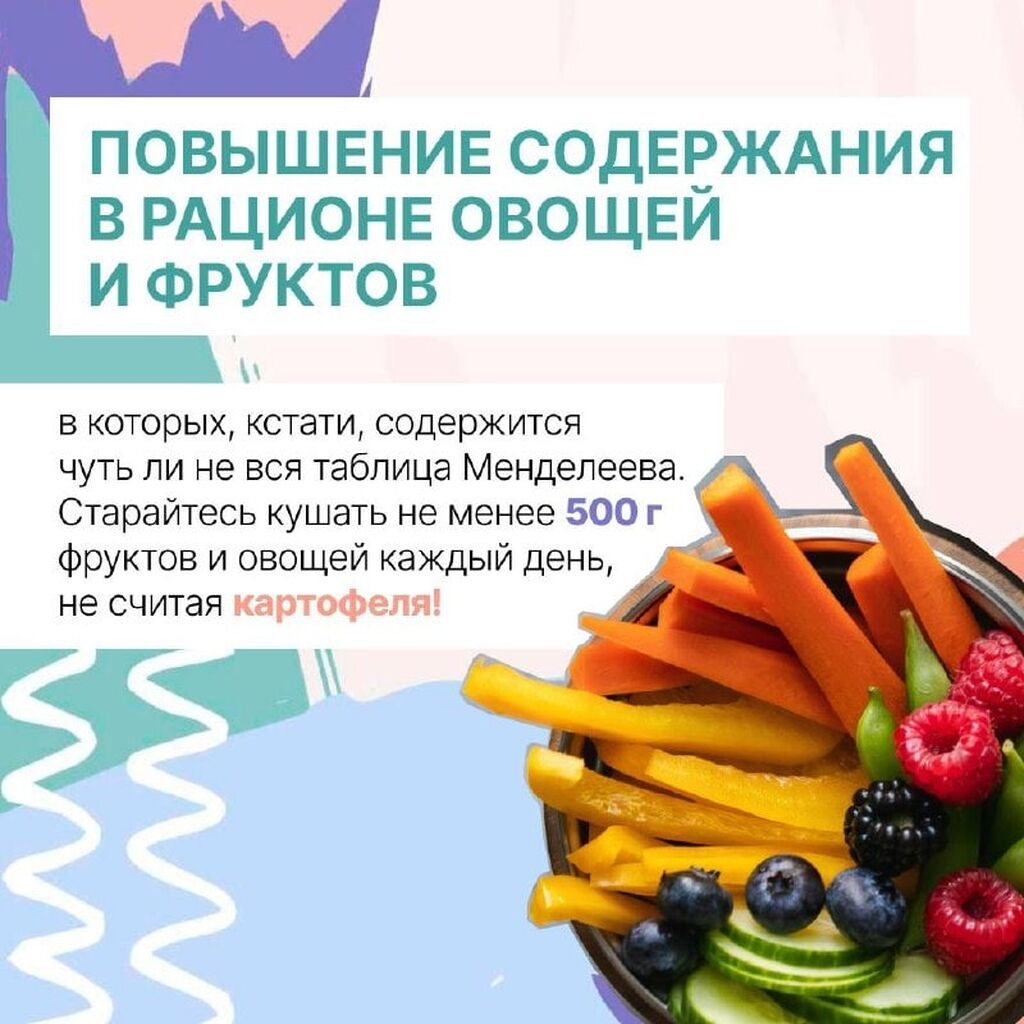 ПОВЫШЕНИЕ СОДЕРЖАНИЯ
В РАЦИОНЕ ОВОЩЕЙ
И ФРУКТОВ
в которых, кстати, содержится
чуть ли не вся таблица Менделеева.
Старайтесь кушать не менее 500 г
фруктов и овощей каждый день,
не считая картофеля!